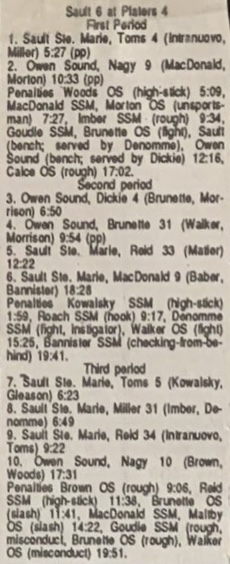 Sault 6 at Platers 4
First Period
1. Sault Ste. Marie, Toms 4 (Intranuovo,
Miller) 5:27 (pp)
2. Owen Sound, Nagy 9 (MacDonald,
Morton) 10:33 (pp)
Penalties Woods OS (high-stick) 5:09,
MacDonald SSM, Morton OS (unsports-
man) 7:27, Imber SSM (rough) 9:34,
Goudie SSM, Brunette OS (fight), Sault
(bench; served by Denomme), Owen
Sound (bench; served by Dickie) 12:16,
Calce OS (rough) 17:02.
Second period
3. Owen Sound, Dickie 4 (Brunette, Mor-
rison) 6:50
4. Owen Sound, Brunette 31 (Walker,
Morrison) 9:54 (pp)
5. Sault Ste. Marie, Reid 33 (Matier)
12:22
6. Sault Ste. Marie, MacDonald 9 (Baber,
Bannister) 18:28
Penalties Kowalsky SSM (high-stick)
1:59, Roach SSM (hook) 9:17, Denomme
SSM (fight, instigator), Walker OS (fight)
15:25, Bannister SSM (checking-from-be-
hind) 19:41.
Third period
7. Sault Ste. Marie, Toms 5 (Kowalsky,
Gleason) 6:23
8. Sault Ste. Marie, Miller 31 (Imber, De-
nomme) 6:49
9. Sault Ste. Marie, Reid 34 (Intranuovo,
Toms) 9:22
10. Owen Sound, Nagy 10 (Brown,
Woods) 17:31
Penalties Brown OS (rough) 9:06, Reid
SSM (high-stick) 11:38, Brunette OS
(slash) 11:41, MacDonald SSM, Maltby
OS (slash) 14:22, Goudie SSM (rough,
misconduct, Brunette OS (rough), Walker
OS (misconduct) 19:51.